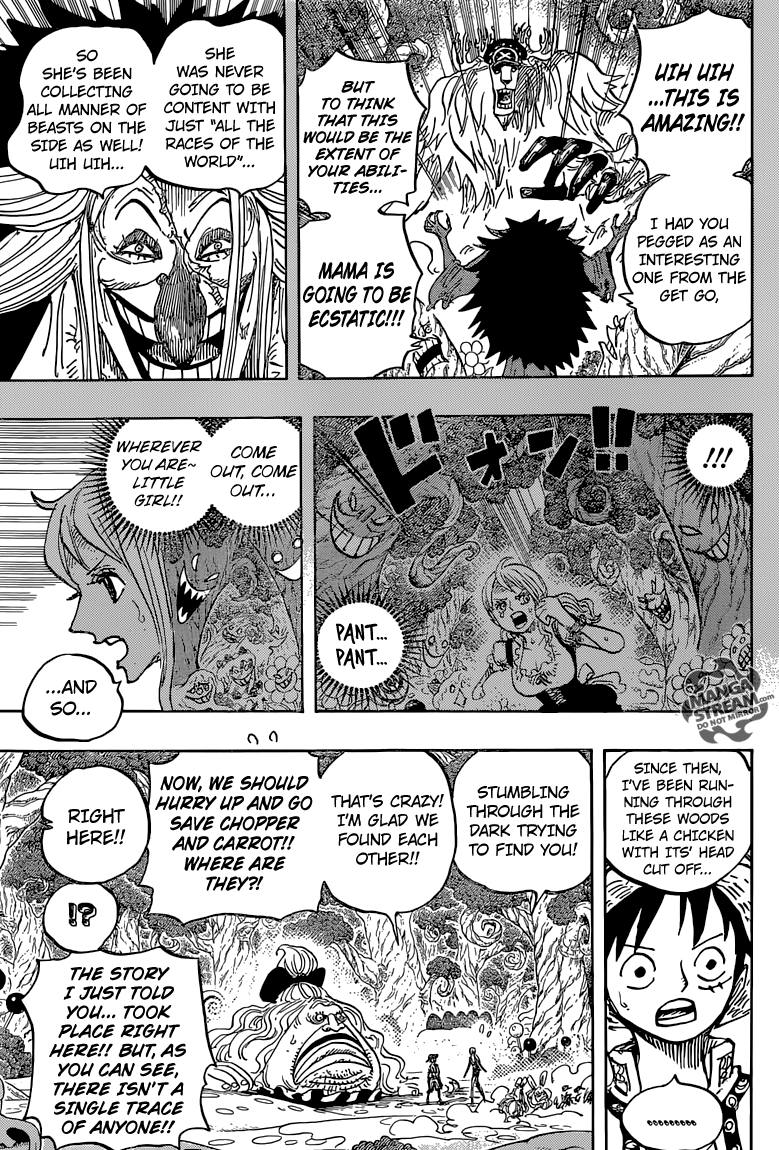 UIH UIH
...THIS IS
AMAZING!!
I HAD YOU
PEGGED AS AN
INTERESTING
ONE FROM THE
GET GO,
BUT
TO THINK
THAT THIS
WOULD BE THE
EXTENT OF
YOUR ABILI-
TIES...
MAMA IS
GOING TO BE
ECSTATIC!!!
SHE
WAS NEVER
GOING TO BE
CONTENT WITH
JUST "ALL THE
RACES OF THE
WORLD"...
SO
SHE'S BEEN
COLLECTING
ALL MANNER OF
BEASTS ON THE
SIDE AS WELL!
UIH UIH...
!!!
ドォン!!
PANT...
PANT...
COME
OUT, COME
OUT...
WHEREVER
YOU ARE~
LITTLE
GIRL!!
...AND
SO...
MANGA
STREAM.com
DO NOT MIRROR
SINCE THEN,
I'VE BEEN RUN-
NING THROUGH
THESE WOODS
LIKE A CHICKEN
WITH ITS' HEAD
CUT OFF...
..........
STUMBLING
THROUGH THE
DARK TRYING
TO FIND YOU!
THAT'S CRAZY!
I'M GLAD WE
FOUND EACH
OTHER!!
NOW, WE SHOULD
HURRY UP AND GO
SAVE CHOPPER
AND CARROT!!
WHERE ARE
THEY?!
RIGHT
HERE!!
!?
THE STORY
I JUST TOLD
YOU... TOOK
PLACE RIGHT
HERE!! BUT, AS
YOU CAN SEE,
THERE ISN'T A
SINGLE TRACE
OF ANYONE!!